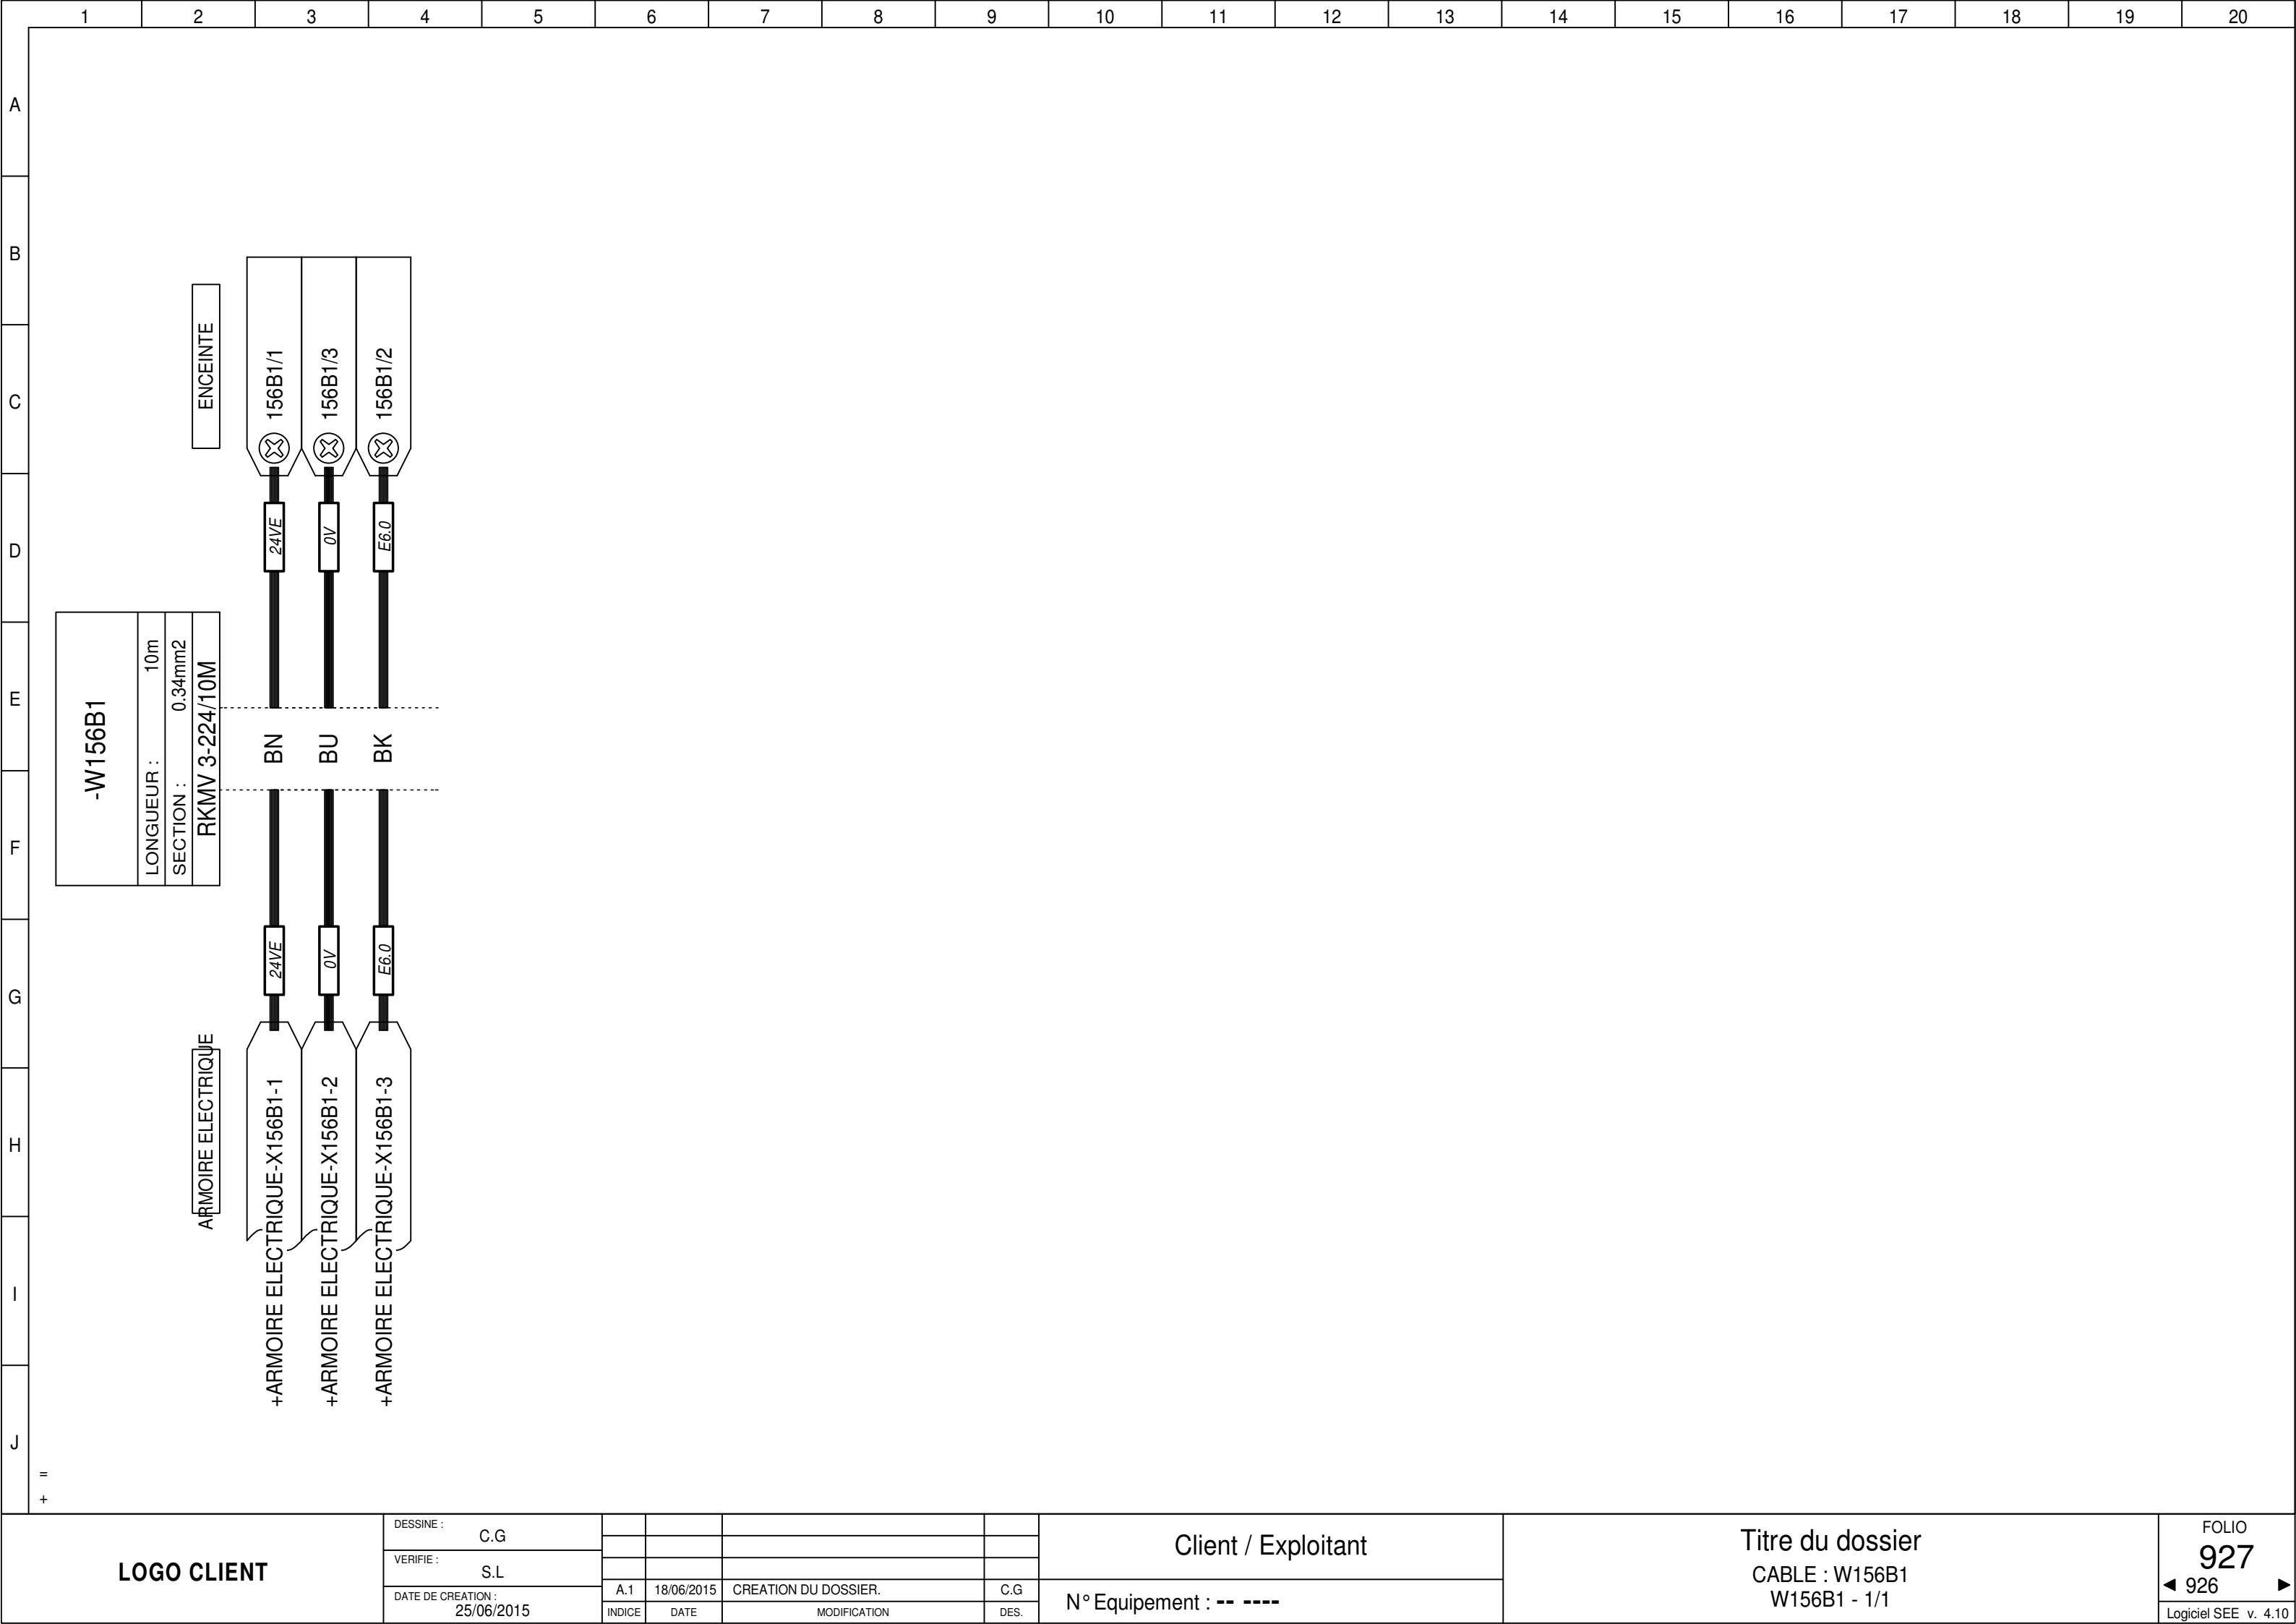 1 2 3 4 5 6 7 8 9 10 11 12 13 14 15 16 17 18 19 20
A
B
C
D
E
F
G
H
I
J
ENCEINTE
156B1/1
156B1/3
156B1/2
24VE
0V
E6.0
-W156B1
LONGUEUR : 10m
SECTION : 0.34mm2
RKMV 3-224/10M
BN
BU
BK
24VE
0V
E6.0
ARMOIRE ELECTRIQUE
+ARMOIRE ELECTRIQUE-X156B1-1
+ARMOIRE ELECTRIQUE-X156B1-2
+ARMOIRE ELECTRIQUE-X156B1-3
=
+
LOGO CLIENT
DESSINE :
C.G
VERIFIE :
S.L
DATE DE CREATION :
25/06/2015
A.1 18/06/2015 CREATION DU DOSSIER. C.G
INDICE DATE MODIFICATION DES.
Client / Exploitant
N° Equipement : -- ----
Titre du dossier
CABLE : W156B1
W156B1 - 1/1
FOLIO
927
926
Logiciel SEE v. 4.10